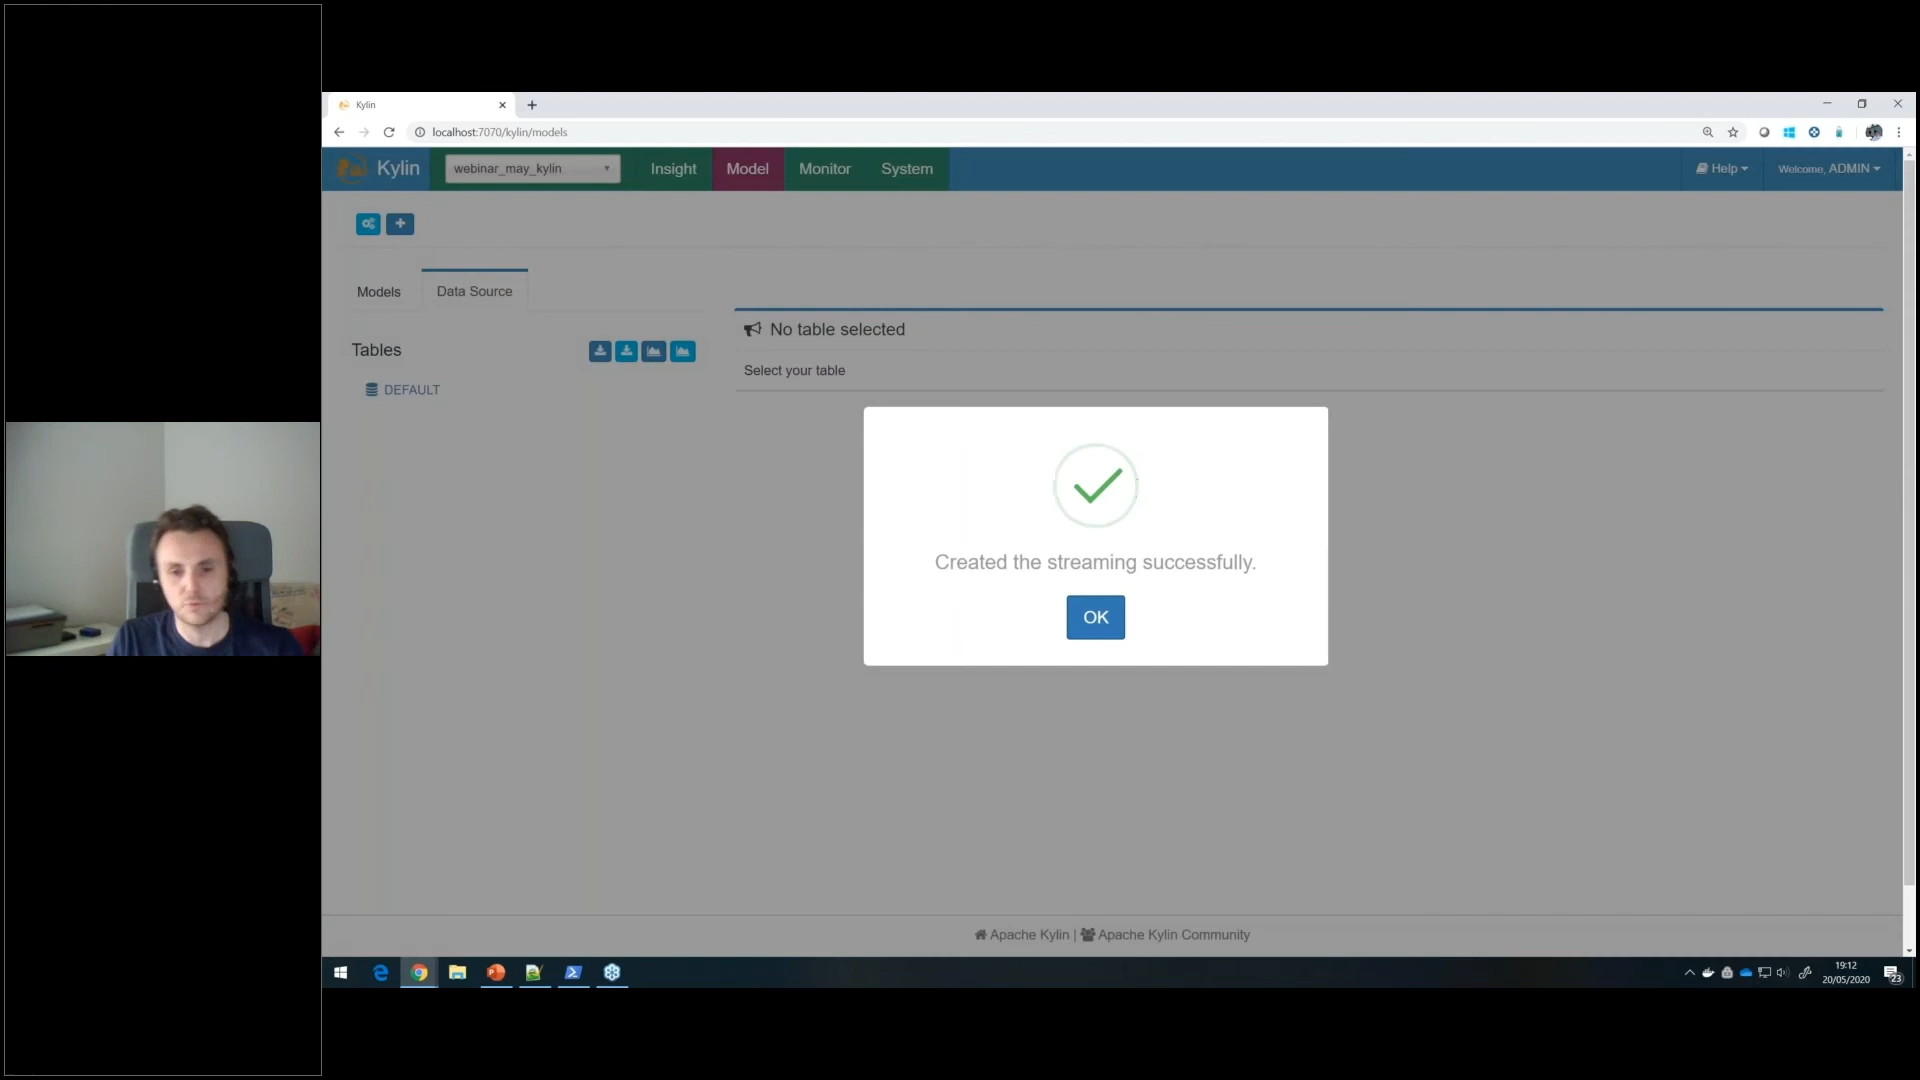 Kylin
localhost:7070/kylin/models
Kylin
webinar_may_kylin
Insight
Model
Monitor
System
Help
Welcome, ADMIN
Models
Data Source
Tables
DEFAULT
No table selected
Select your table
Created the streaming successfully.
OK
Apache Kylin | Apache Kylin Community
19:12
20/05/2020
23